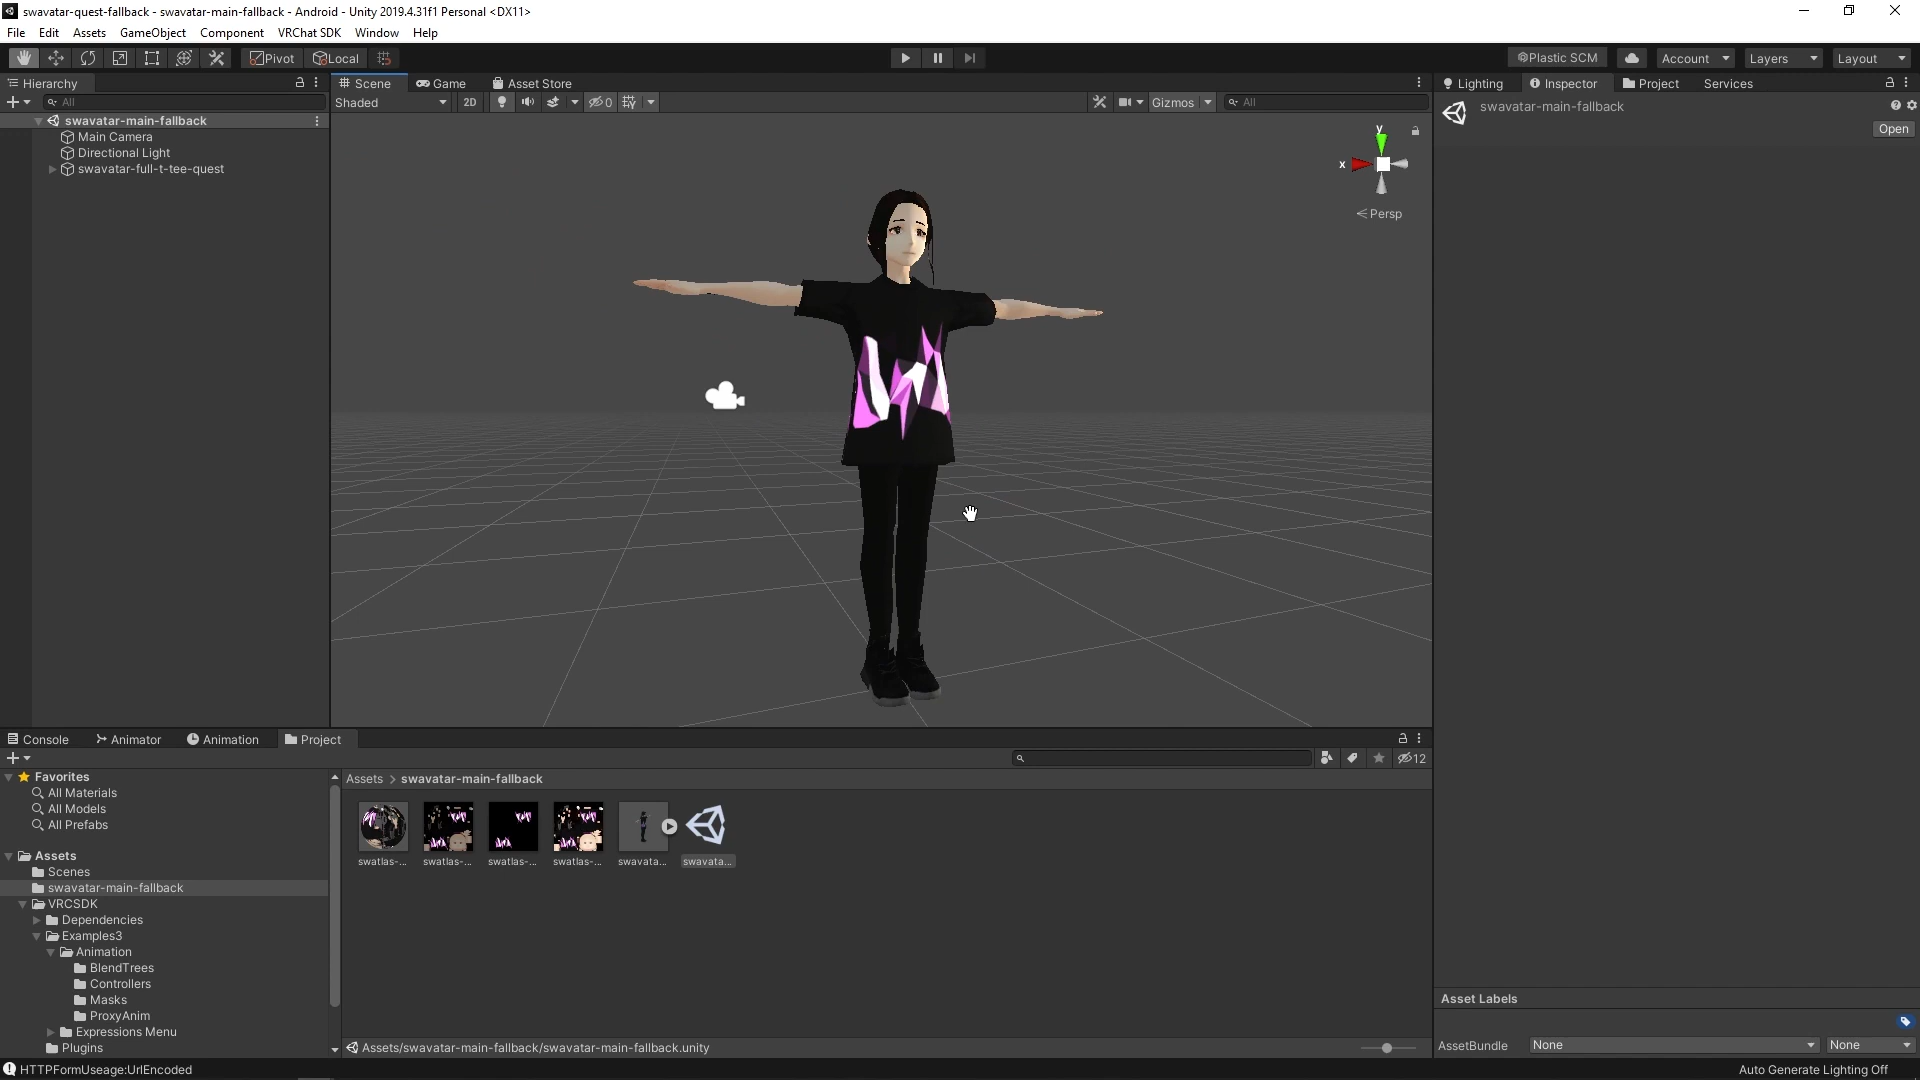 swavatar-quest-fallback - swavatar-main-fallback - Android - Unity 2019.4.31f1 Personal <DX11>
File Edit Assets GameObject Component VRChat SDK Window Help
Pivot Local Plastic SCM Account Layers Layout
Hierarchy
All
swavatar-main-fallback
Main Camera
Directional Light
swavatar-full-t-tee-quest
Scene Game Asset Store
Shaded 2D 0 Gizmos All
y
x
Persp
Lighting Inspector Project Services
swavatar-main-fallback
Open
Console Animator Animation Project
12
Favorites
All Materials
All Models
All Prefabs
Assets
Scenes
swavatar-main-fallback
VRCSDK
Dependencies
Examples3
Animation
BlendTrees
Controllers
Masks
ProxyAnim
Expressions Menu
Plugins
Assets > swavatar-main-fallback
swatlas-... swatlas-... swatlas-... swatlas-... swavata... swavata...
Assets/swavatar-main-fallback/swavatar-main-fallback.unity
Asset Labels
AssetBundle None None
HTTPFormUseage:UrlEncoded
Auto Generate Lighting Off